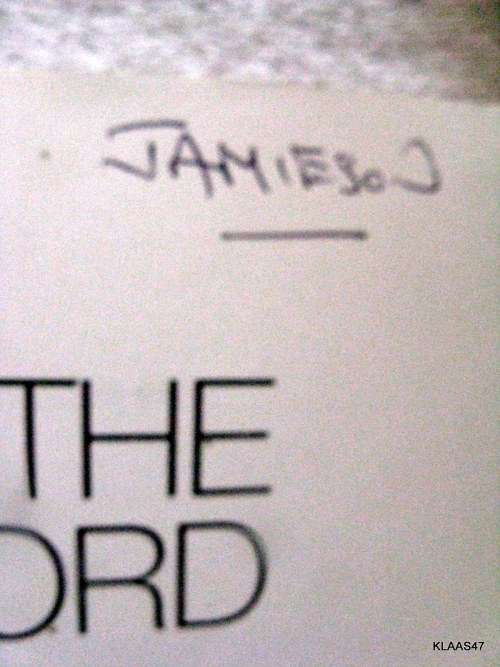 JAMIESON
THE
ORD
KLAAS47